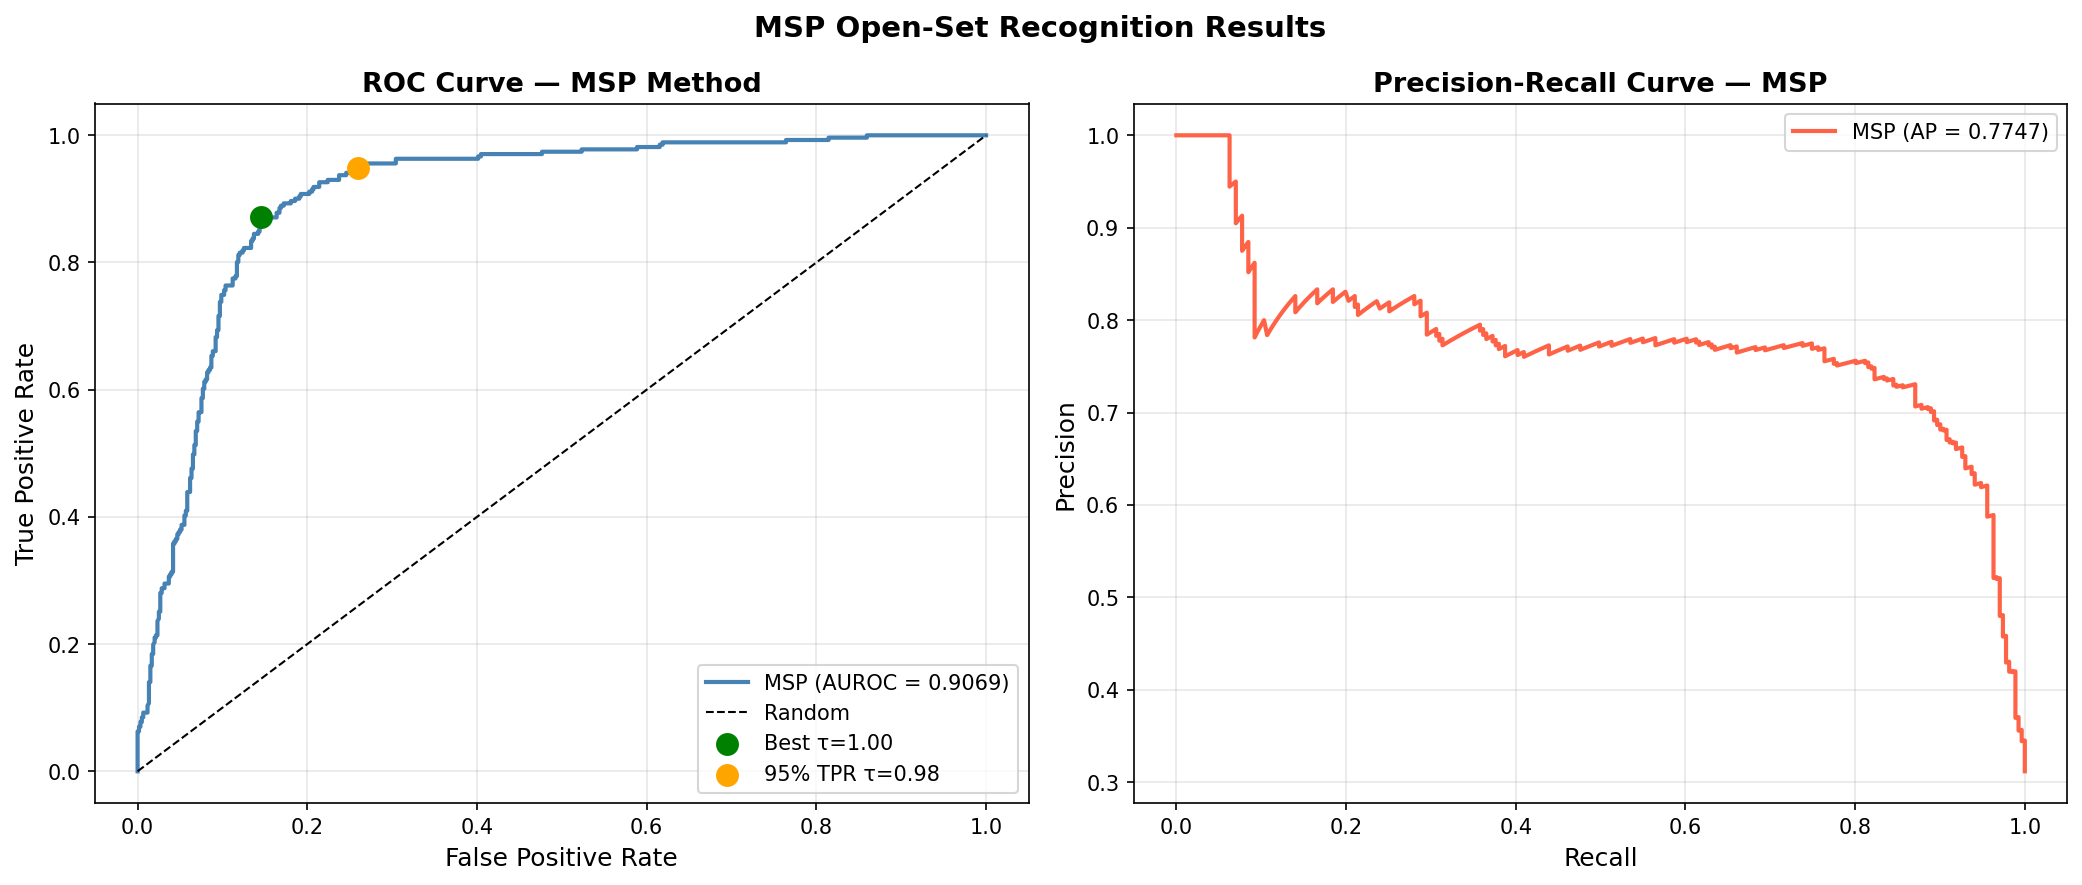 MSP Open-Set Recognition Results
ROC Curve — MSP Method
True Positive Rate
1.0
0.8
0.6
0.4
0.2
0.0
0.0 0.2 0.4 0.6 0.8 1.0
False Positive Rate
MSP (AUROC = 0.9069)
Random
Best τ=1.00
95% TPR τ=0.98
Precision-Recall Curve — MSP
Precision
1.0
0.9
0.8
0.7
0.6
0.5
0.4
0.3
0.0 0.2 0.4 0.6 0.8 1.0
Recall
MSP (AP = 0.7747)